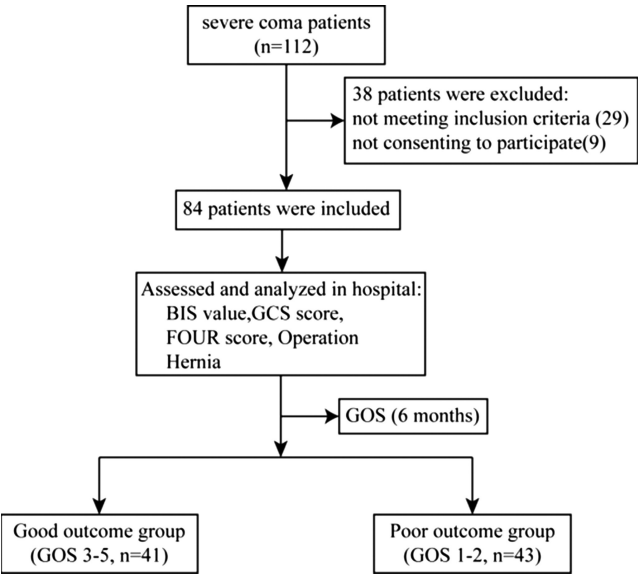 severe coma patients
(n=112)
38 patients were excluded:
not meeting inclusion criteria (29)
not consenting to participate(9)
84 patients were included
Assessed and analyzed in hospital:
BIS value,GCS score,
FOUR score, Operation
Hernia
GOS (6 months)
Good outcome group
(GOS 3-5, n=41)
Poor outcome group
(GOS 1-2, n=43)